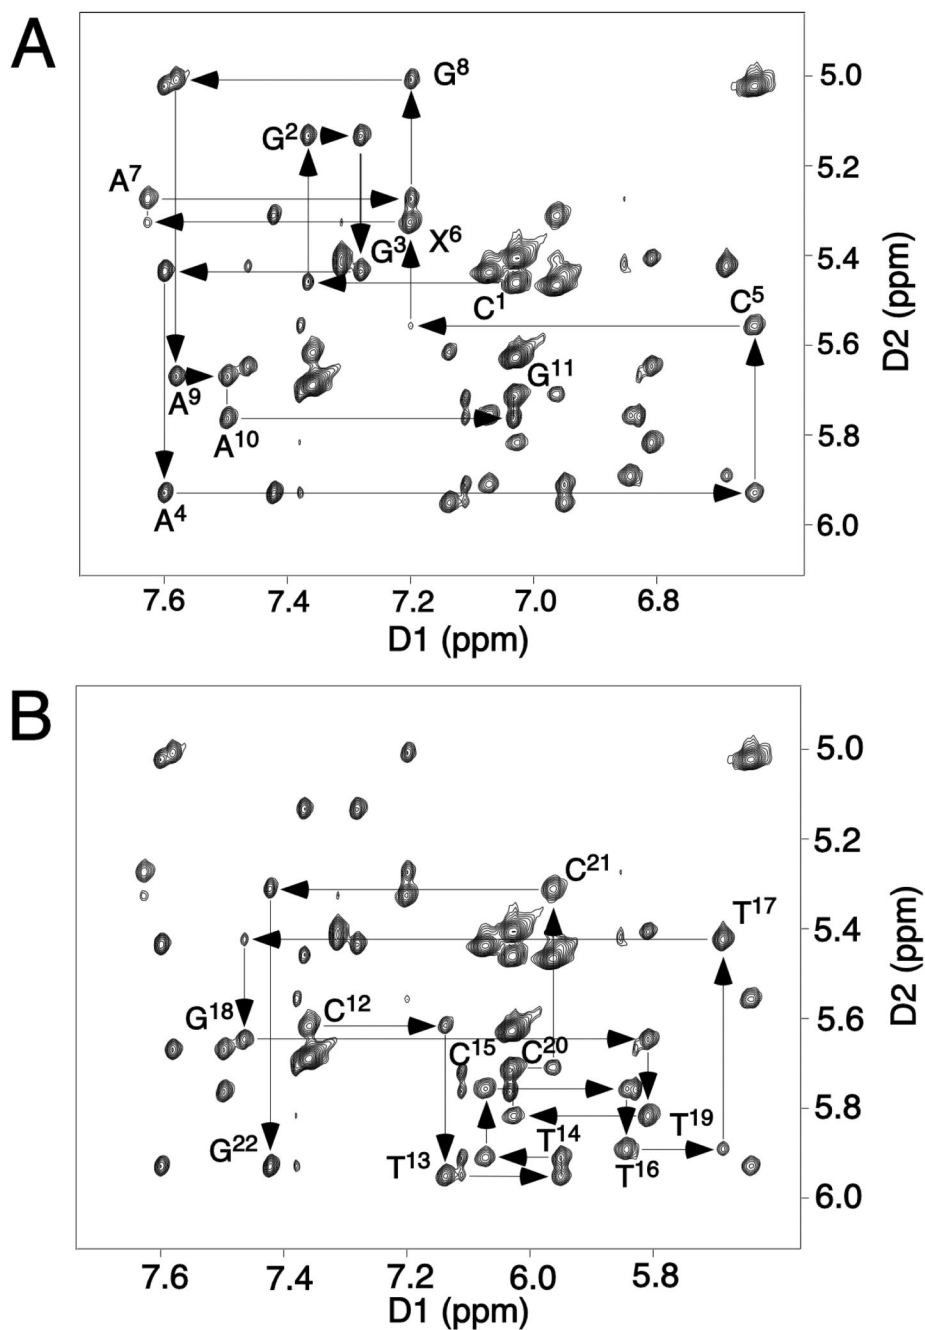 A
G⁸
G²
A⁷
G³
X⁶
C¹
C⁵
G¹¹
A⁹
A¹⁰
A⁴
5.0
5.2
5.4
5.6
5.8
6.0
D2 (ppm)
7.6 7.4 7.2 7.0 6.8
D1 (ppm)
B
C²¹
T¹⁷
G¹⁸
C¹²
C¹⁵
C²⁰
G²²
T¹³
T¹⁴
T¹⁶
T¹⁹
5.0
5.2
5.4
5.6
5.8
6.0
D2 (ppm)
7.6 7.4 7.2 6.0 5.8
D1 (ppm)